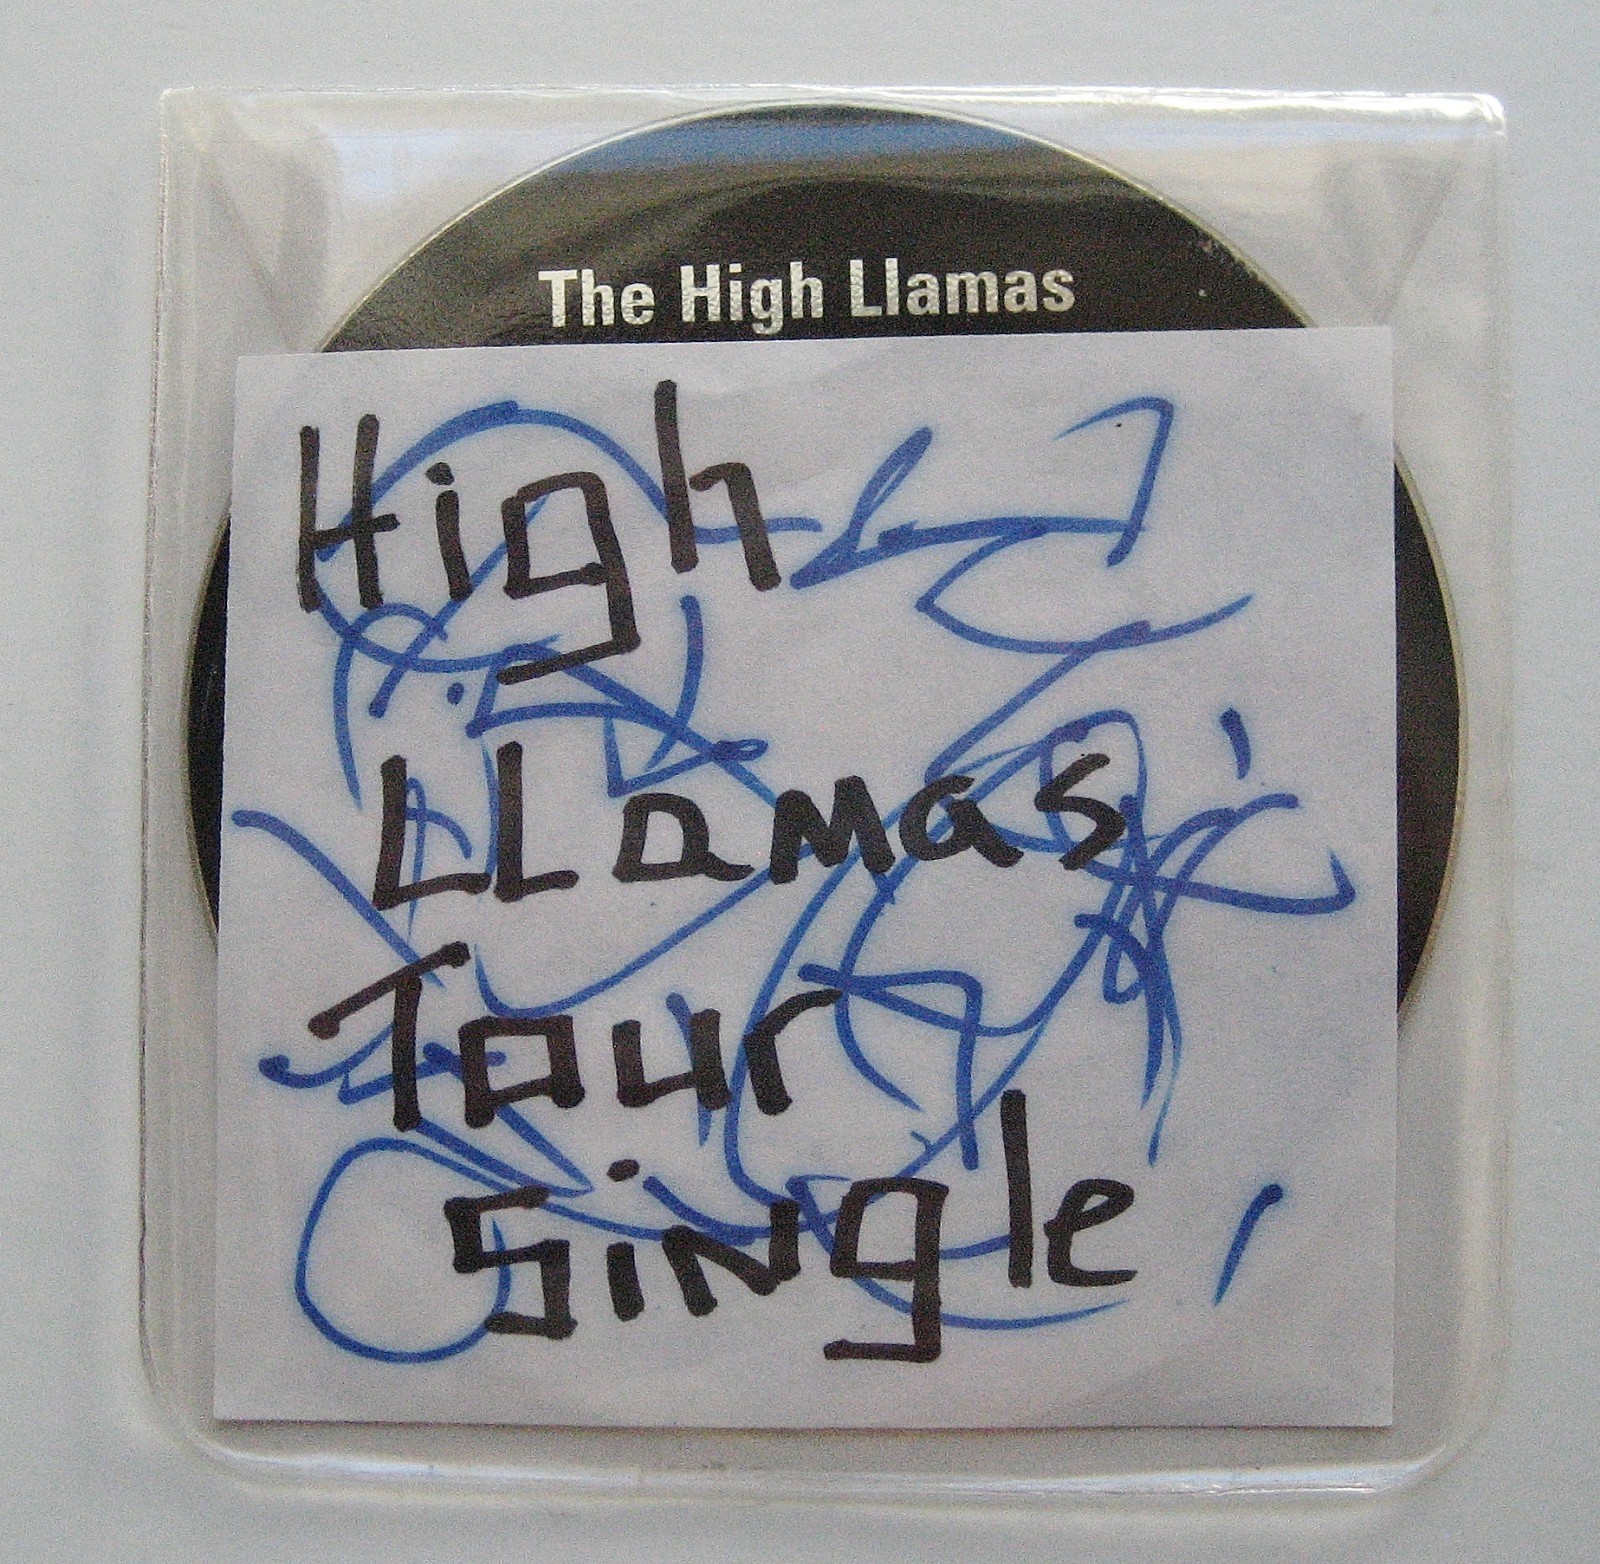 The High Llamas
High
LLamas
Tour
Single